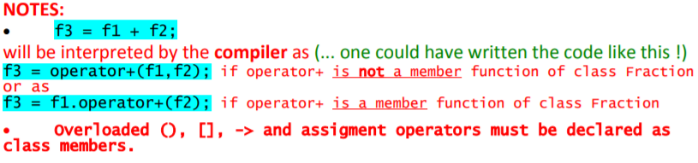 NOTES:
• f3 = f1 + f2;
will be interpreted by the compiler as (... one could have written the code like this !)
f3 = operator+(f1,f2); if operator+ is not a member function of class Fraction
or as
f3 = f1.operator+(f2); if operator+ is a member function of class Fraction
• Overloaded (), [], -> and assigment operators must be declared as
class members.